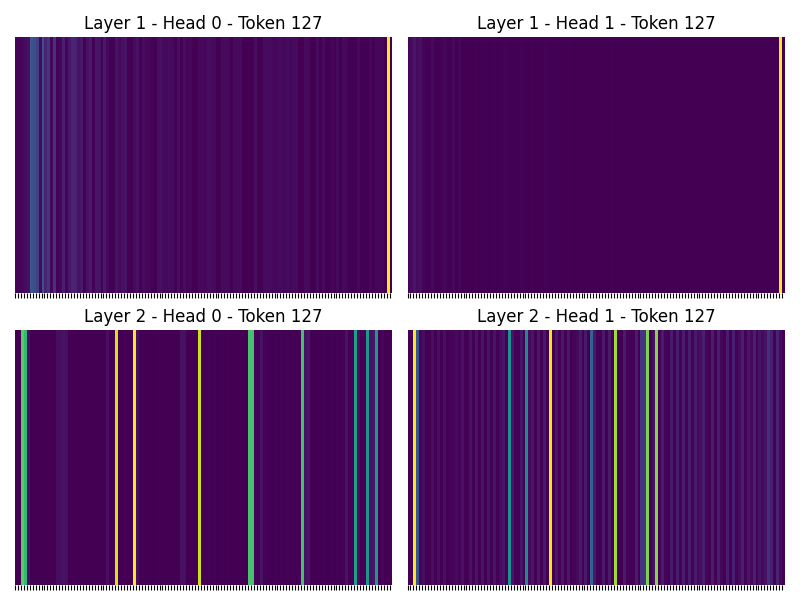 Layer 1 - Head 0 - Token 127
Layer 1 - Head 1 - Token 127
Layer 2 - Head 0 - Token 127
Layer 2 - Head 1 - Token 127